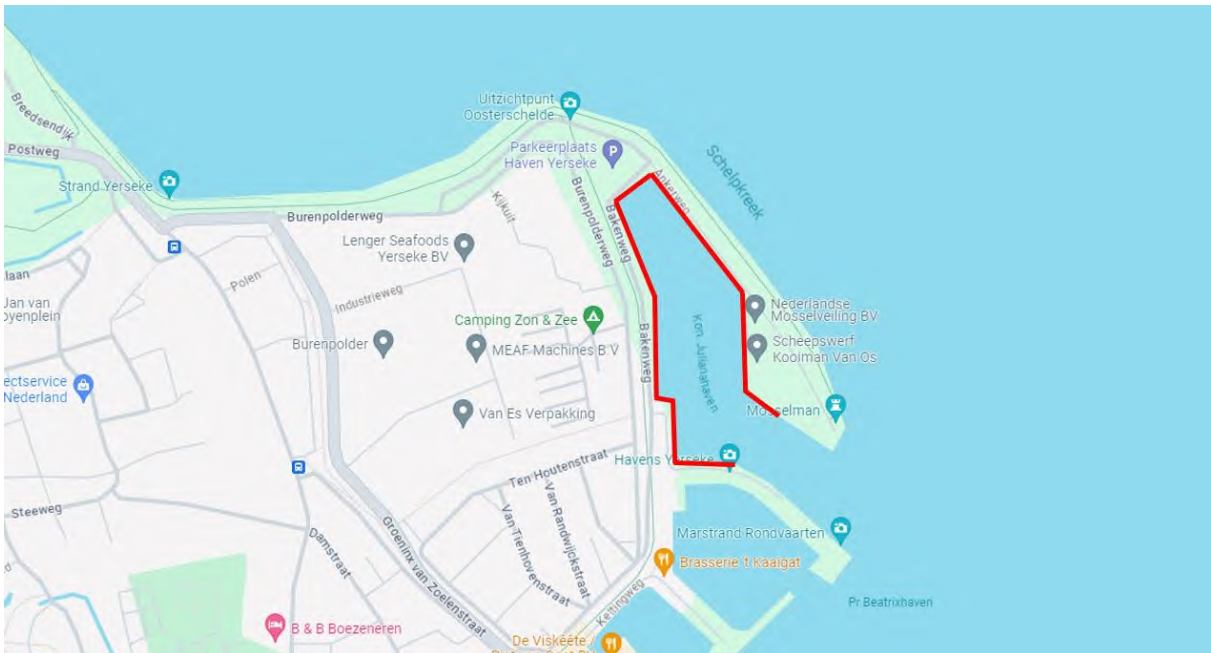 Breedsendijk
Postweg
Uitzichtpunt
Oosterschelde
Parkeerplaats
Haven Yerseke
P
Schelpkreek
Ankerweg
Strand Yerseke
Burenpolderweg
Kijkuit
Burenpolderweg
Bakenweg
Lenger Seafoods
Yerseke BV
laan
Polen
Industrieweg
Jan van
oyenplein
Nederlandse
Mosselveiling BV
Camping Zon & Zee
Burenpolder
MEAF Machines B.V
Bakenweg
Kon. Julianahaven
Scheepswerf
Kooiman Van Os
ectservice
Nederland
Van Es Verpakking
Mosselman
Havens Yerseke
Ten Houtenstraat
Van Randwijckstraat
Van Tienhovenstraat
Steeweg
Damstraat
Groeninx van Zoelenstraat
Marstrand Rondvaarten
Brasserie 't Kaaigat
Kettingweg
Pr Beatrixhaven
B & B Boezeneren
De Viskêête /